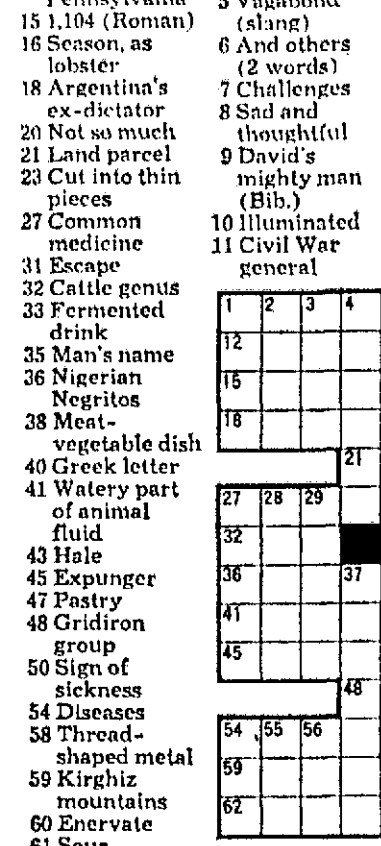 Pennsylvania
15 1,104 (Roman)
16 Season, as
lobster
18 Argentina's
ex-dictator
20 Not so much
21 Land parcel
23 Cut into thin
pieces
27 Common
medicine
31 Escape
32 Cattle genus
33 Fermented
drink
35 Man's name
36 Nigerian
Negritos
38 Meat-
vegetable dish
40 Greek letter
41 Watery part
of animal
fluid
43 Hale
45 Expunger
47 Pastry
48 Gridiron
group
50 Sign of
sickness
54 Diseases
58 Thread-
shaped metal
59 Kirghiz
mountains
60 Enervate
61 Sous
5 Vagabond
(slang)
6 And others
(2 words)
7 Challenges
8 Sad and
thoughtful
9 David's
mighty man
(Bib.)
10 Illuminated
11 Civil War
general
1 2 3 4
12
15
18
21
27 28 29
32
36 37
41
45
48
54 55 56
59
62